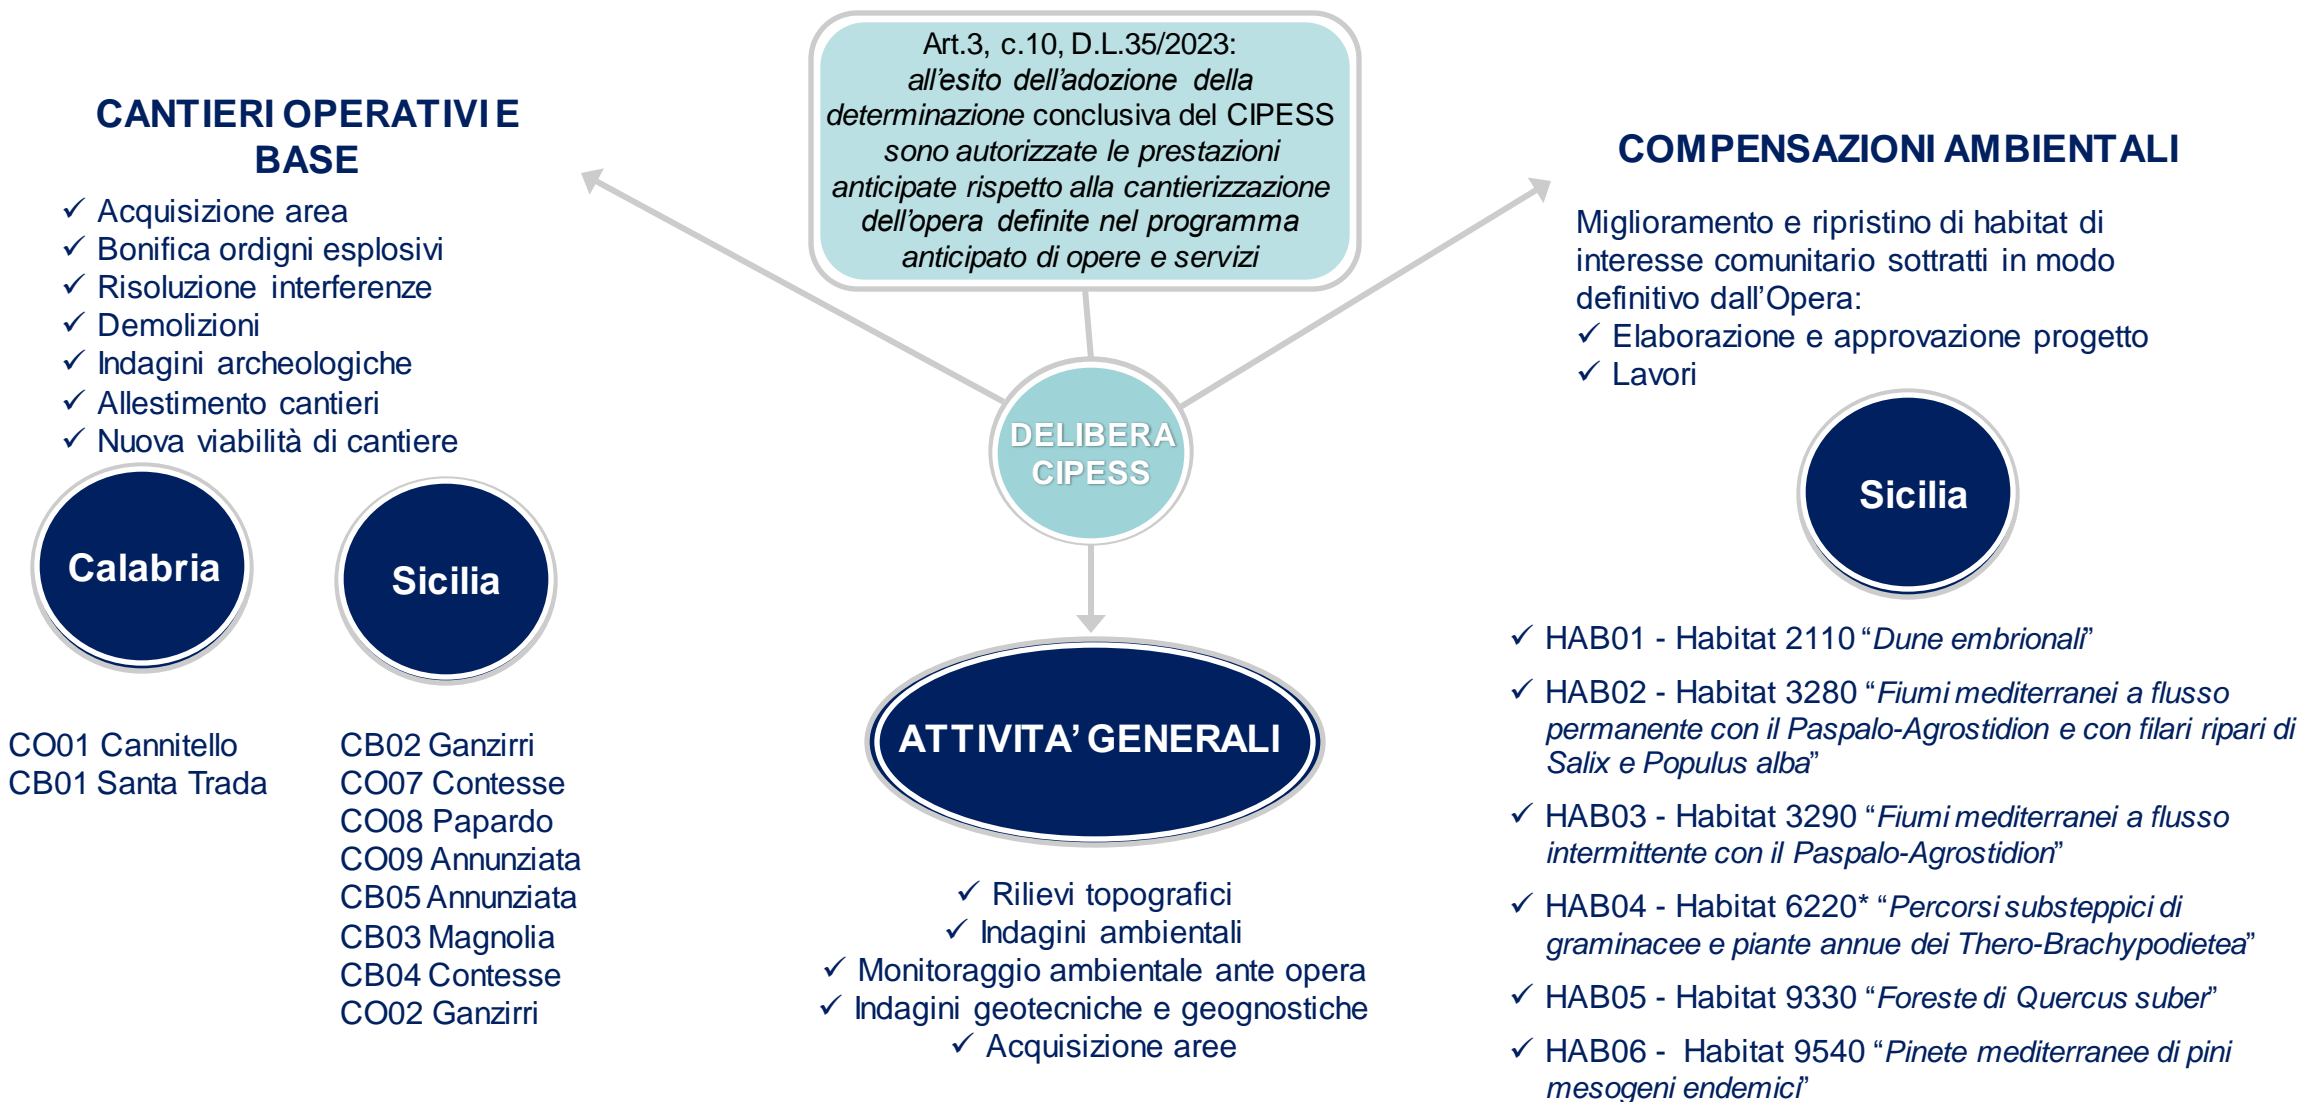 Art.3, c.10, D.L.35/2023:
all’esito dell’adozione della
determinazione conclusiva del CIPESS
sono autorizzate le prestazioni
anticipate rispetto alla cantierizzazione
dell’opera definite nel programma
anticipato di opere e servizi
CANTIERI OPERATIVI E
BASE
✓ Acquisizione area
✓ Bonifica ordigni esplosivi
✓ Risoluzione interferenze
✓ Demolizioni
✓ Indagini archeologiche
✓ Allestimento cantieri
✓ Nuova viabilità di cantiere
Calabria
CO01 Cannitello
CB01 Santa Trada
Sicilia
CB02 Ganzirri
CO07 Contesse
CO08 Papardo
CO09 Annunziata
CB05 Annunziata
CB03 Magnolia
CB04 Contesse
CO02 Ganzirri
DELIBERA
CIPESS
ATTIVITA’ GENERALI
✓ Rilievi topografici
✓ Indagini ambientali
✓ Monitoraggio ambientale ante opera
✓ Indagini geotecniche e geognostiche
✓ Acquisizione aree
COMPENSAZIONI AMBIENTALI
Miglioramento e ripristino di habitat di
interesse comunitario sottratti in modo
definitivo dall’Opera:
✓ Elaborazione e approvazione progetto
✓ Lavori
Sicilia
✓ HAB01 - Habitat 2110 “Dune embrionali”
✓ HAB02 - Habitat 3280 “Fiumi mediterranei a flusso
permanente con il Paspalo-Agrostidion e con filari ripari di
Salix e Populus alba”
✓ HAB03 - Habitat 3290 “Fiumi mediterranei a flusso
intermittente con il Paspalo-Agrostidion”
✓ HAB04 - Habitat 6220* “Percorsi substeppici di
graminacee e piante annue dei Thero-Brachypodietea”
✓ HAB05 - Habitat 9330 “Foreste di Quercus suber”
✓ HAB06 - Habitat 9540 “Pinete mediterranee di pini
mesogeni endemici”